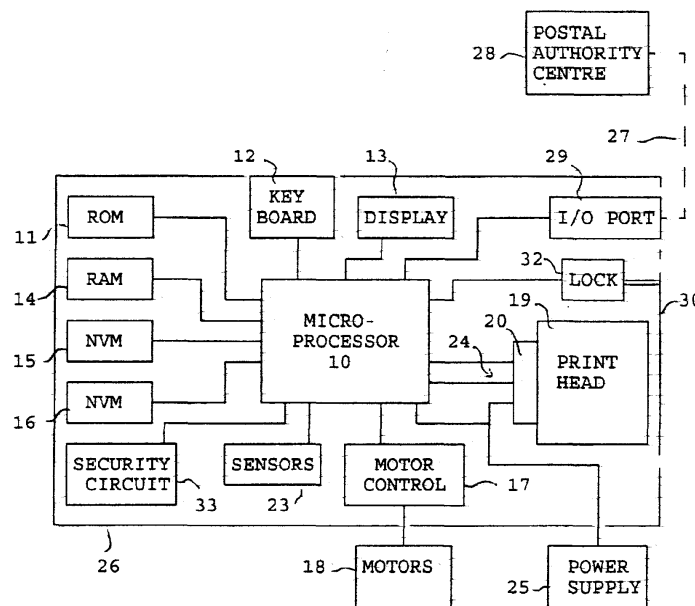 POSTAL
AUTHORITY
CENTRE
28
27
12
13
29
KEY
BOARD
DISPLAY
I/O PORT
ROM
11
32
LOCK
RAM
14
19
30
MICRO-
PROCESSOR
10
20
24
PRINT
HEAD
NVM
15
NVM
16
SECURITY
CIRCUIT
33
SENSORS
23
MOTOR
CONTROL
17
26
18
MOTORS
25
POWER
SUPPLY